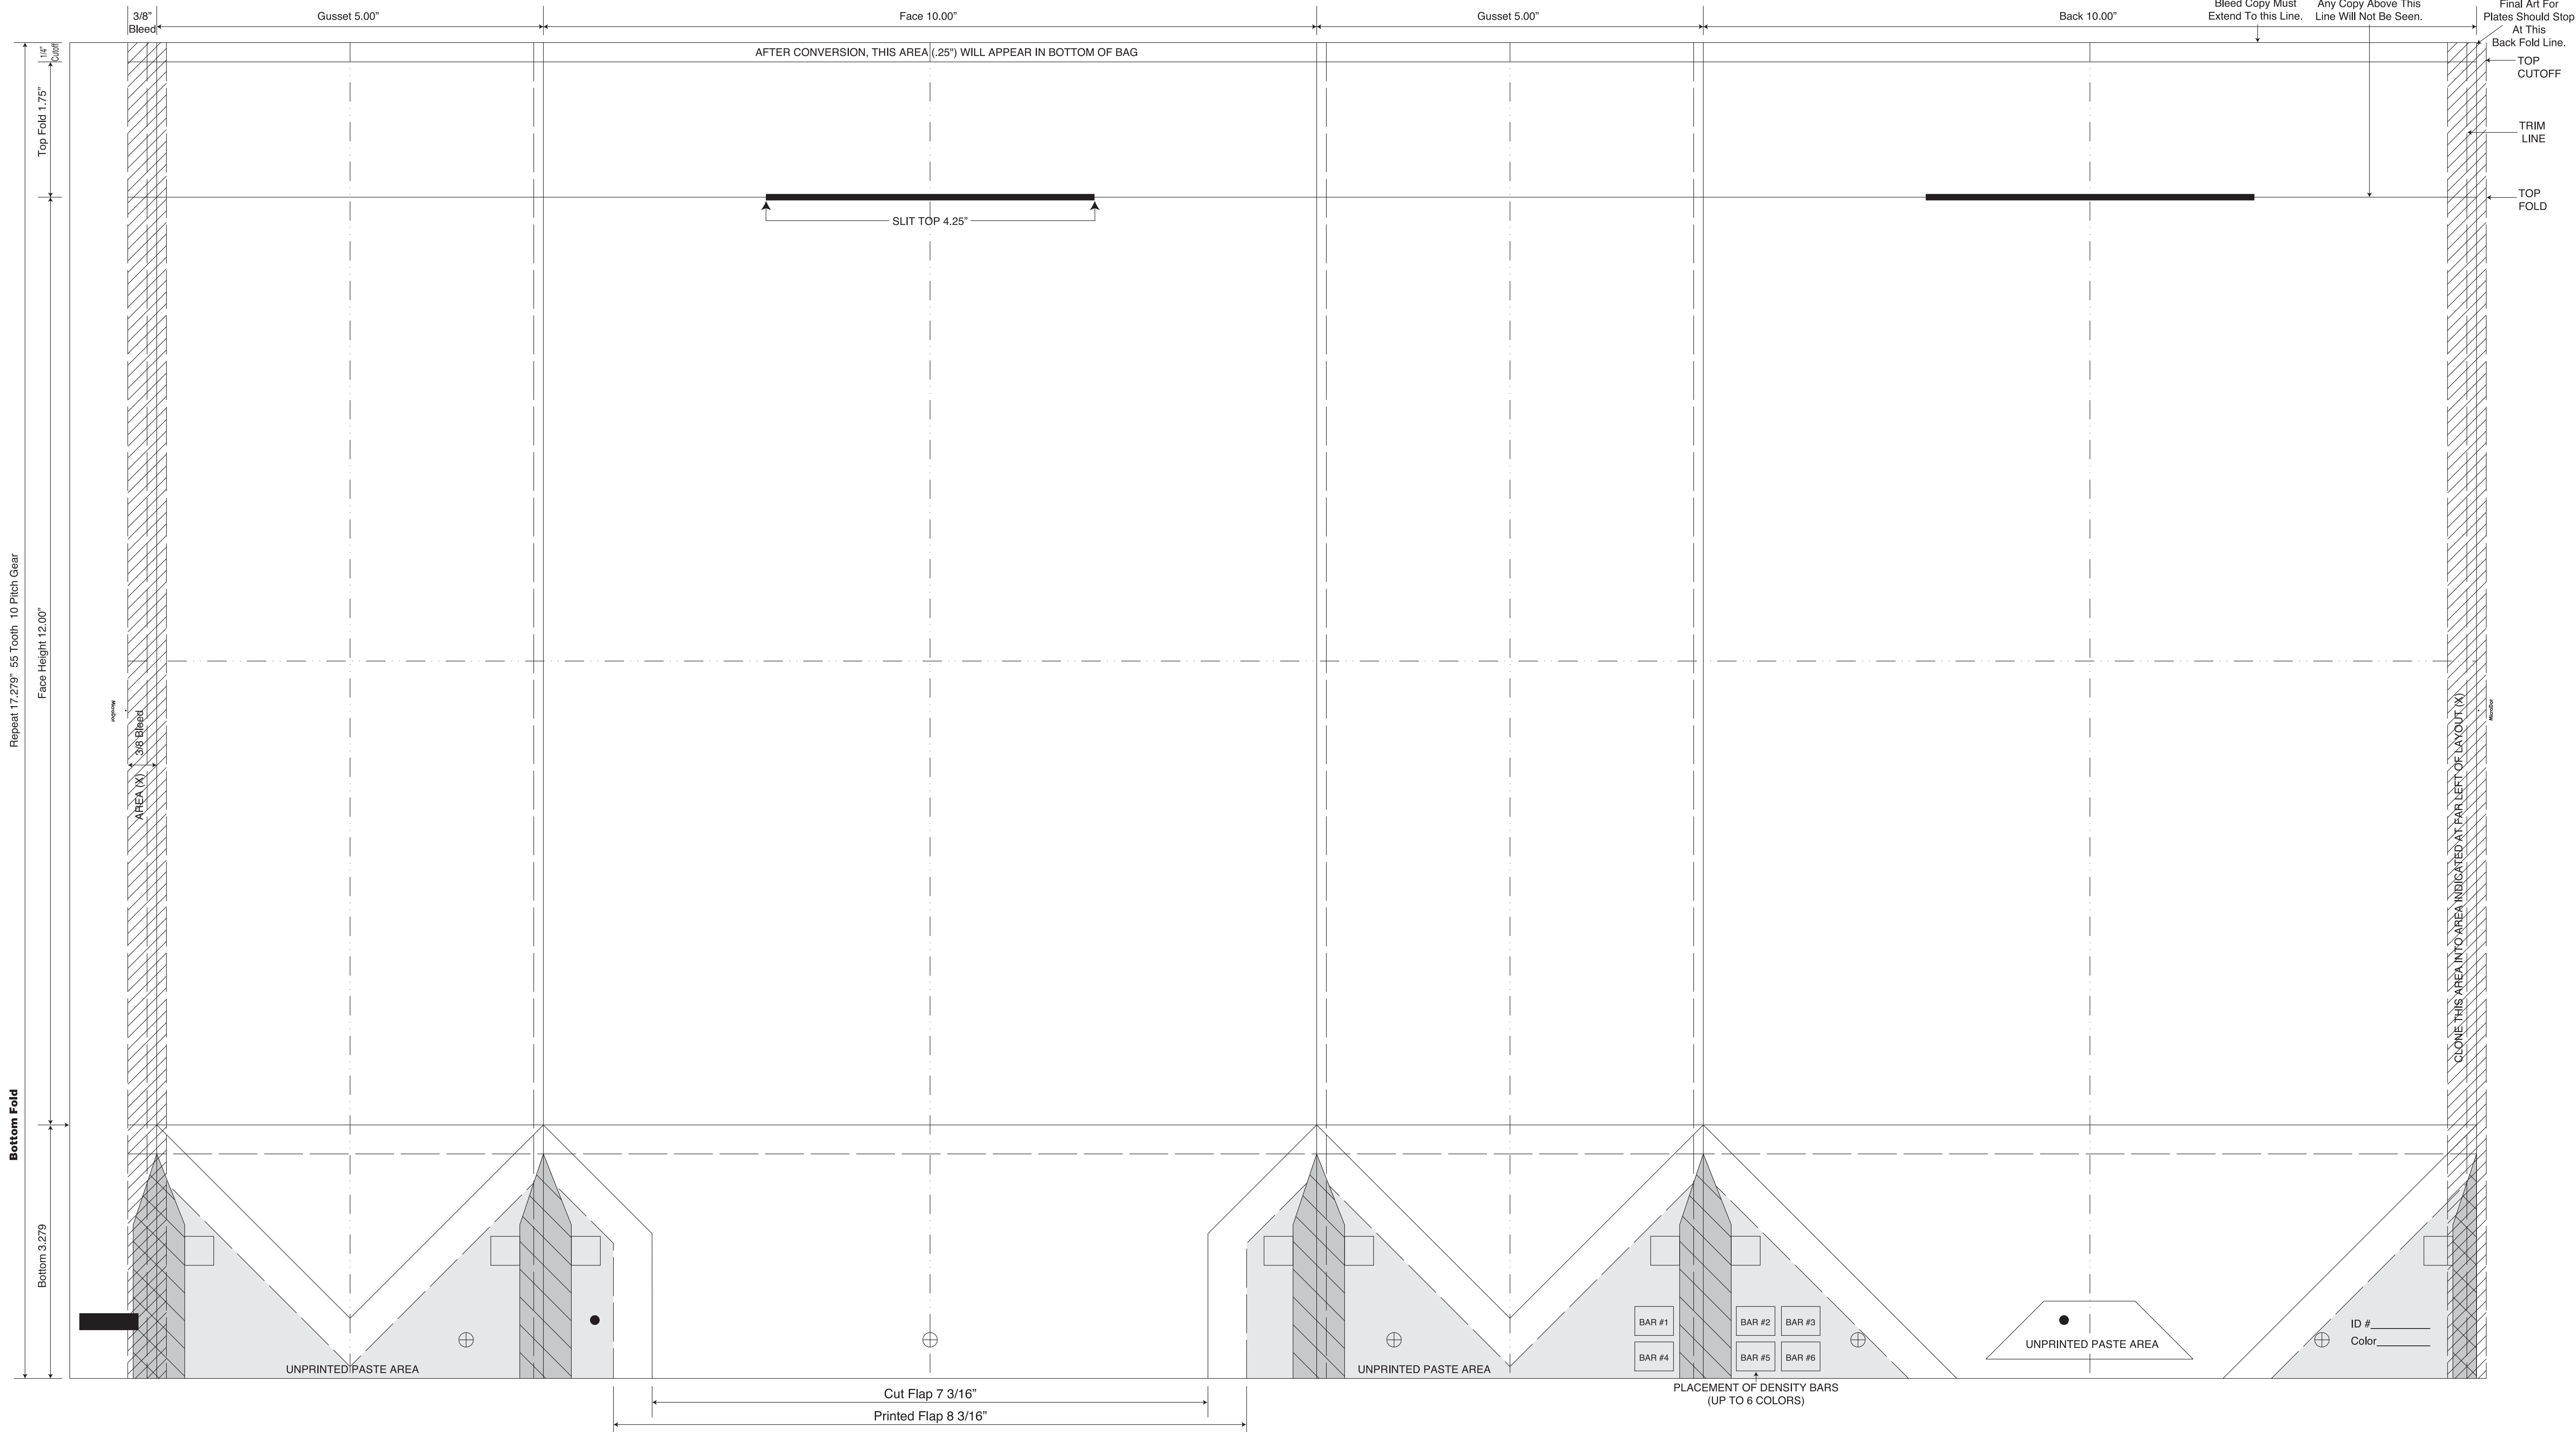 3/8”
Bleed
Gusset 5.00”
Face 10.00”
Gusset 5.00”
Back 10.00”
Bleed Copy Must
Extend To this Line.
Any Copy Above This
Line Will Not Be Seen.
Final Art For
Plates Should Stop
At This
Back Fold Line.
1/4”
Cutoff
AFTER CONVERSION, THIS AREA (.25") WILL APPEAR IN BOTTOM OF BAG
TOP
CUTOFF
Top Fold 1.75”
TRIM
LINE
TOP
FOLD
SLIT TOP 4.25”
Repeat 17.279” 55 Tooth 10 Pitch Gear
Face Height 12.00”
MicroDot
AREA (X) 3/8 Bleed
CLONE THIS AREA INTO AREA INDICATED AT FAR LEFT OF LAYOUT (X)
MicroDot
Bottom Fold
Bottom 3.279
BAR #1
BAR #2
BAR #3
BAR #4
BAR #5
BAR #6
ID #__________
Color_________
UNPRINTED PASTE AREA
UNPRINTED PASTE AREA
UNPRINTED PASTE AREA
Cut Flap 7 3/16”
PLACEMENT OF DENSITY BARS
(UP TO 6 COLORS)
Printed Flap 8 3/16”